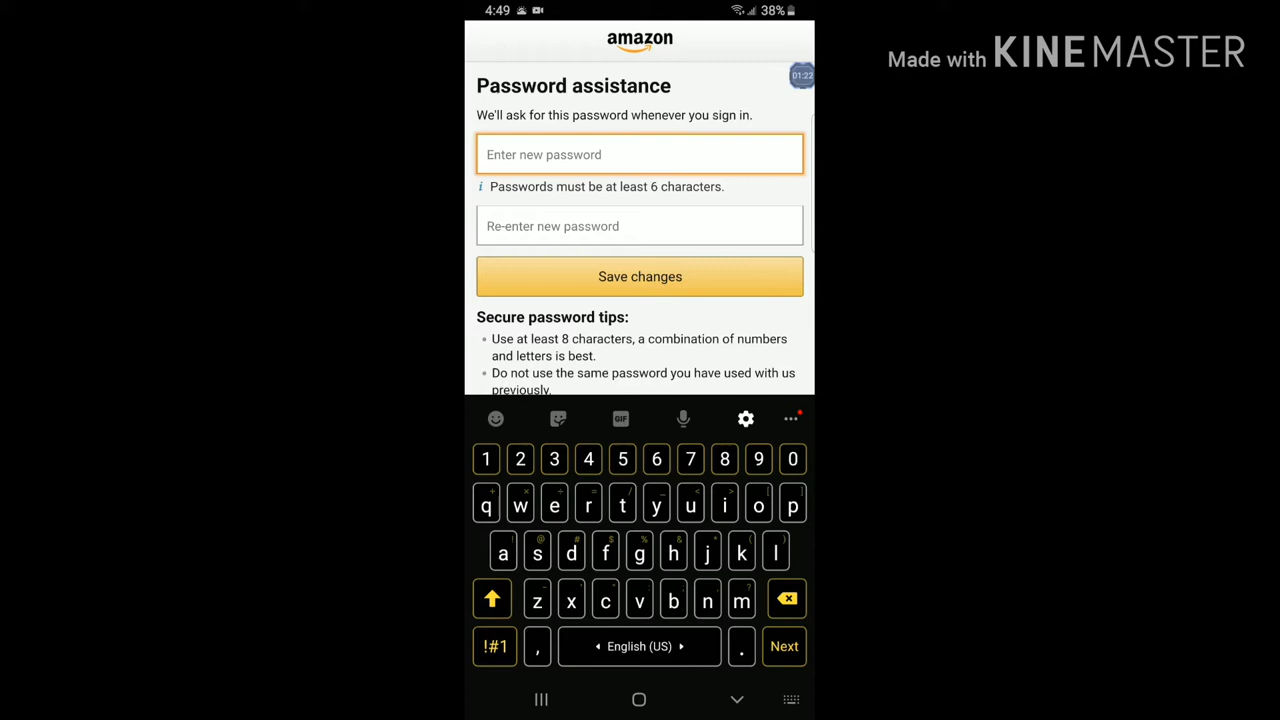 4:49 38%
Made with KINEMASTER
amazon
01:22
Password assistance
We'll ask for this password whenever you sign in.
Enter new password
i Passwords must be at least 6 characters.
Re-enter new password
Save changes
Secure password tips:
• Use at least 8 characters, a combination of numbers
and letters is best.
• Do not use the same password you have used with us
previously.
GIF
1 2 3 4 5 6 7 8 9 0
q w e r t y u i o p
a s d f g h j k l
z x c v b n m
!#1 , English (US) . Next